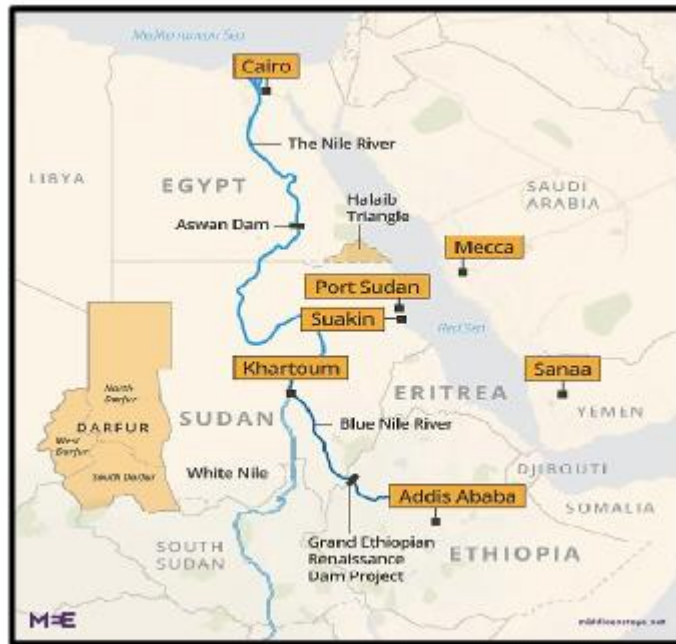 Mediterranean Sea
Cairo
The Nile River
LIBYA
EGYPT
SAUDI
ARABIA
Halaib
Triangle
Aswan Dam
Mecca
Port Sudan
Suakin
Red Sea
Khartoum
Sanaa
North
Darfur
ERITREA
SUDAN
YEMEN
DARFUR
Blue Nile River
West
Darfur
DJIBOUTI
White Nile
South Darfur
Addis Ababa
SOMALIA
Grand Ethiopian
Renaissance
Dam Project
SOUTH
SUDAN
ETHIOPIA
MEE